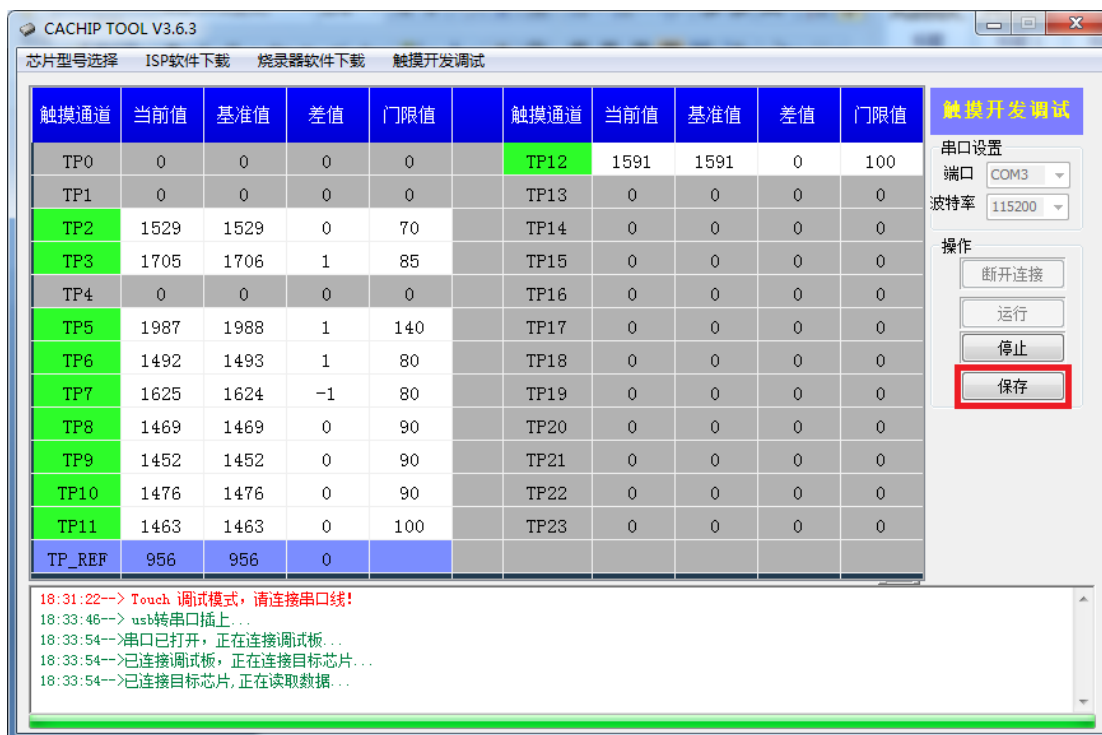 CACHIP TOOL V3.6.3
芯片型号选择 ISP软件下载 烧录器软件下载 触摸开发调试
触摸通道 当前值 基准值 差值 门限值 触摸通道 当前值 基准值 差值 门限值
TP0 0 0 0 0 TP12 1591 1591 0 100
TP1 0 0 0 0 TP13 0 0 0 0
TP2 1529 1529 0 70 TP14 0 0 0 0
TP3 1705 1706 1 85 TP15 0 0 0 0
TP4 0 0 0 0 TP16 0 0 0 0
TP5 1987 1988 1 140 TP17 0 0 0 0
TP6 1492 1493 1 80 TP18 0 0 0 0
TP7 1625 1624 -1 80 TP19 0 0 0 0
TP8 1469 1469 0 90 TP20 0 0 0 0
TP9 1452 1452 0 90 TP21 0 0 0 0
TP10 1476 1476 0 90 TP22 0 0 0 0
TP11 1463 1463 0 100 TP23 0 0 0 0
TP_REF 956 956 0
触摸开发调试
串口设置
端口 COM3
波特率 115200
操作
断开连接
运行
停止
保存
18:31:22--> Touch 调试模式，请连接串口线!
18:33:46--> usb转串口插上...
18:33:54-->串口已打开，正在连接调试板...
18:33:54-->已连接调试板，正在连接目标芯片...
18:33:54-->已连接目标芯片,正在读取数据...